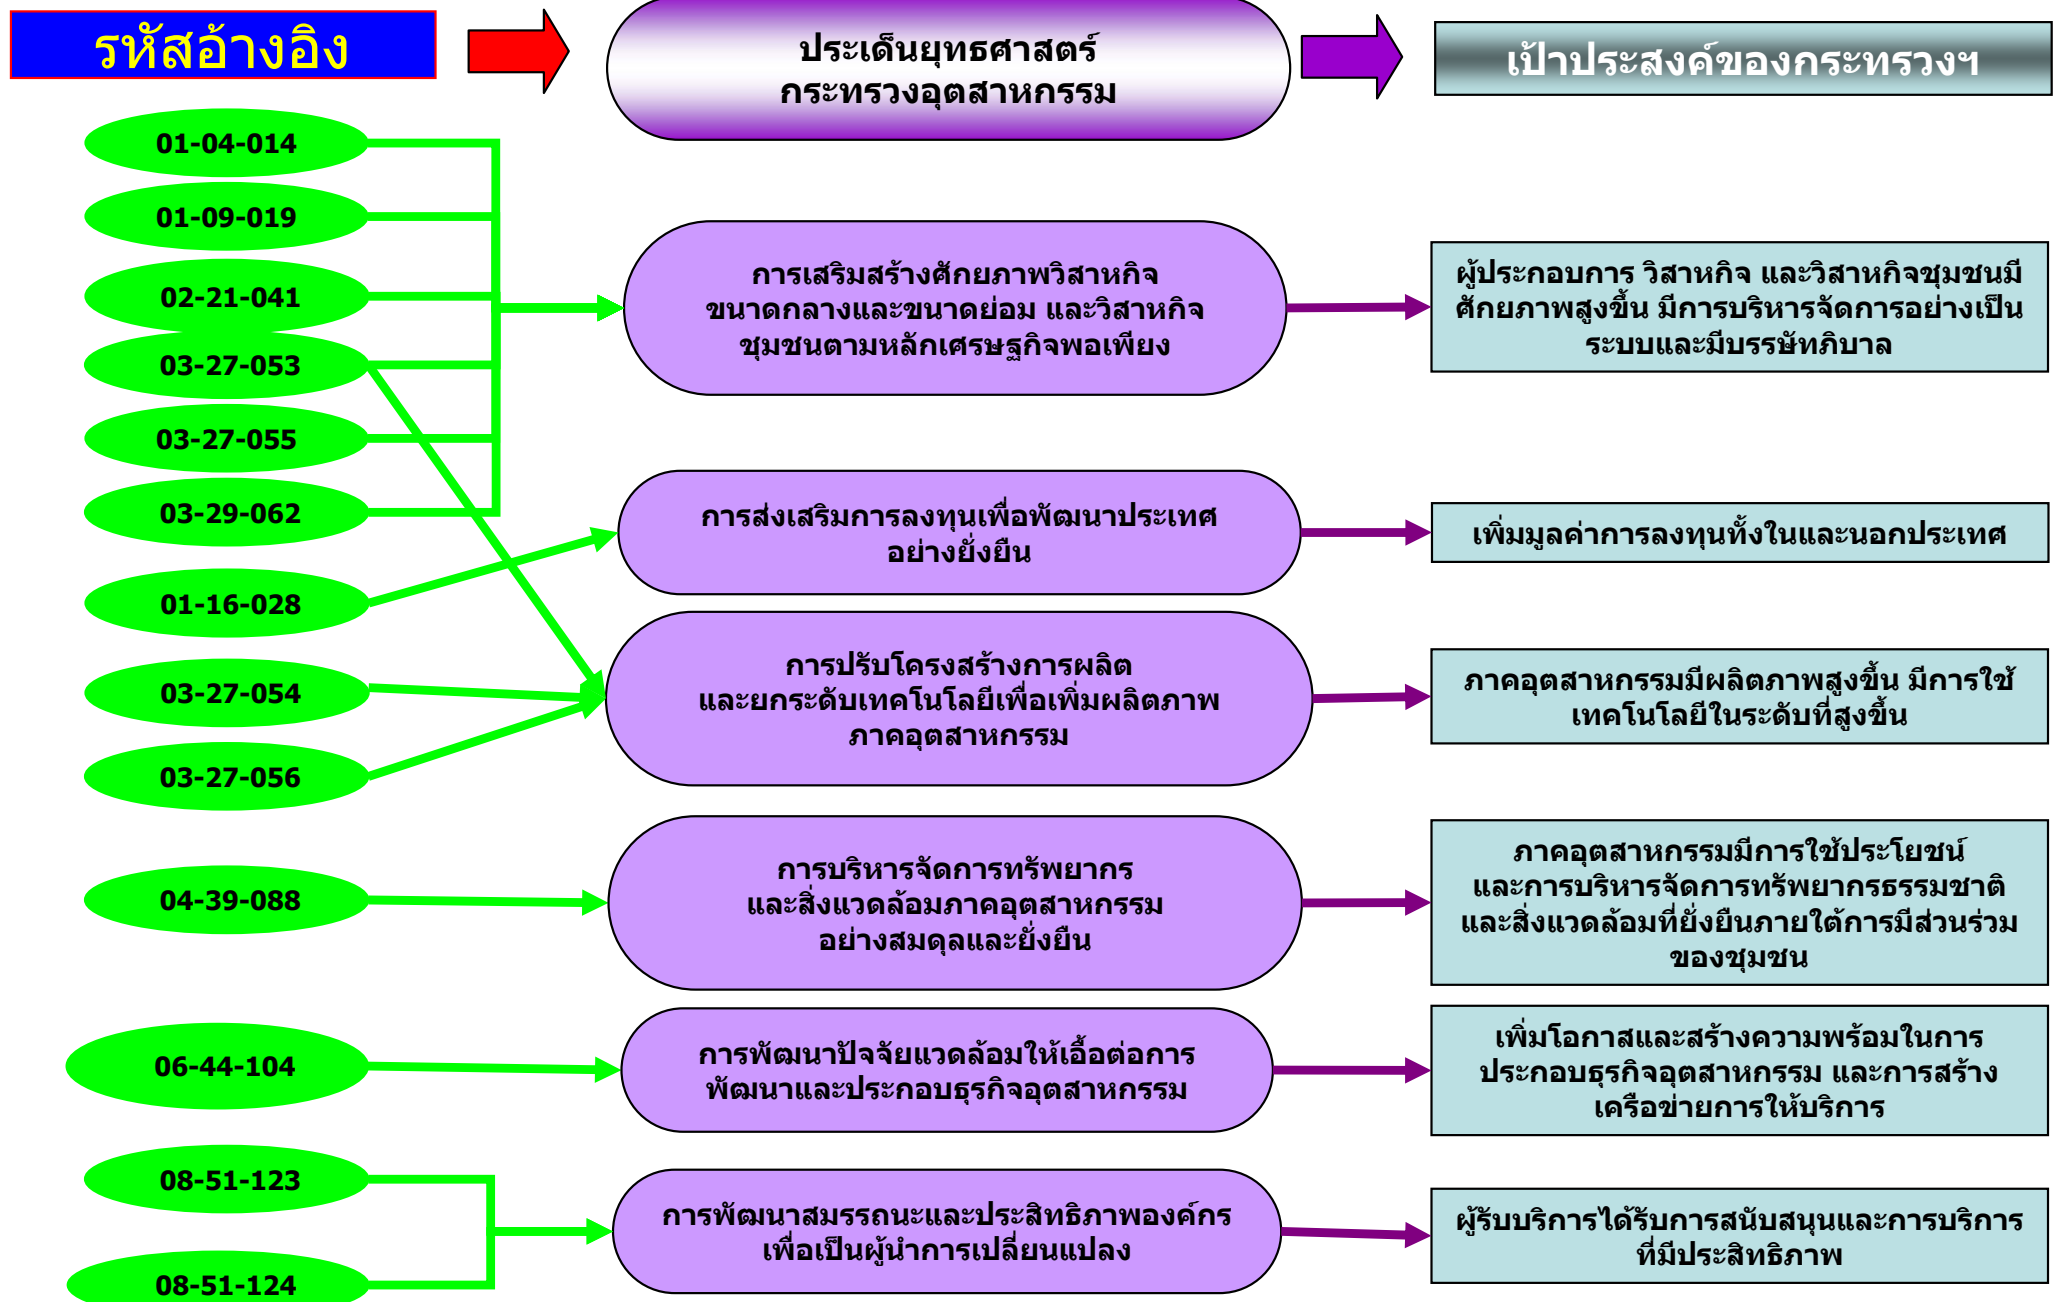 รหัสอ้างอิง
ประเด็นยุทธศาสตร์
กระทรวงอุตสาหกรรม
เป้าประสงค์ของกระทรวงฯ
01-04-014
01-09-019
02-21-041
03-27-053
03-27-055
03-29-062
การเสริมสร้างศักยภาพวิสาหกิจ
ขนาดกลางและขนาดย่อม และวิสาหกิจ
ชุมชนตามหลักเศรษฐกิจพอเพียง
ผู้ประกอบการ วิสาหกิจ และวิสาหกิจชุมชนมี
ศักยภาพสูงขึ้น มีการบริหารจัดการอย่างเป็น
ระบบและมีบรรษัทภิบาล
01-16-028
การส่งเสริมการลงทุนเพื่อพัฒนาประเทศ
อย่างยั่งยืน
เพิ่มมูลค่าการลงทุนทั้งในและนอกประเทศ
03-27-054
03-27-056
การปรับโครงสร้างการผลิต
และยกระดับเทคโนโลยีเพื่อเพิ่มผลิตภาพ
ภาคอุตสาหกรรม
ภาคอุตสาหกรรมมีผลิตภาพสูงขึ้น มีการใช้
เทคโนโลยีในระดับที่สูงขึ้น
04-39-088
การบริหารจัดการทรัพยากร
และสิ่งแวดล้อมภาคอุตสาหกรรม
อย่างสมดุลและยั่งยืน
ภาคอุตสาหกรรมมีการใช้ประโยชน์
และการบริหารจัดการทรัพยากรธรรมชาติ
และสิ่งแวดล้อมที่ยั่งยืนภายใต้การมีส่วนร่วม
ของชุมชน
06-44-104
การพัฒนาปัจจัยแวดล้อมให้เอื้อต่อการ
พัฒนาและประกอบธุรกิจอุตสาหกรรม
เพิ่มโอกาสและสร้างความพร้อมในการ
ประกอบธุรกิจอุตสาหกรรม และการสร้าง
เครือข่ายการให้บริการ
08-51-123
08-51-124
การพัฒนาสมรรถนะและประสิทธิภาพองค์กร
เพื่อเป็นผู้นำการเปลี่ยนแปลง
ผู้รับบริการได้รับการสนับสนุนและการบริการ
ที่มีประสิทธิภาพ